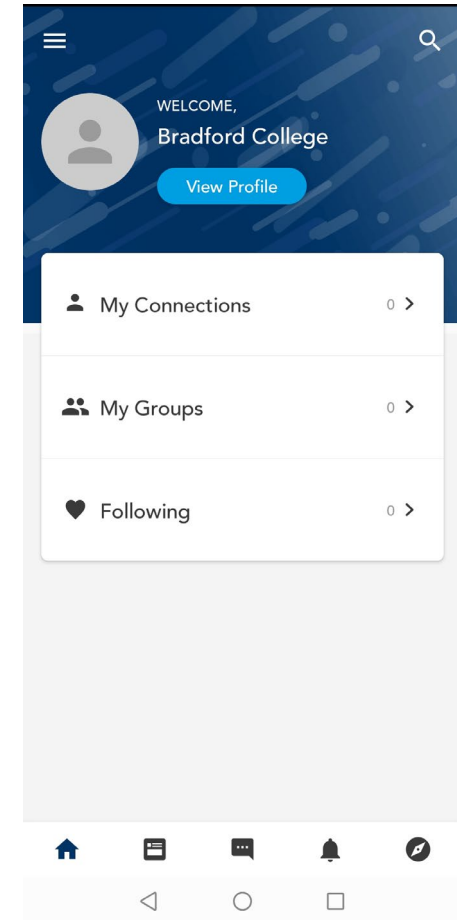 WELCOME,
Bradford College
View Profile
My Connections 0
My Groups 0
Following 0